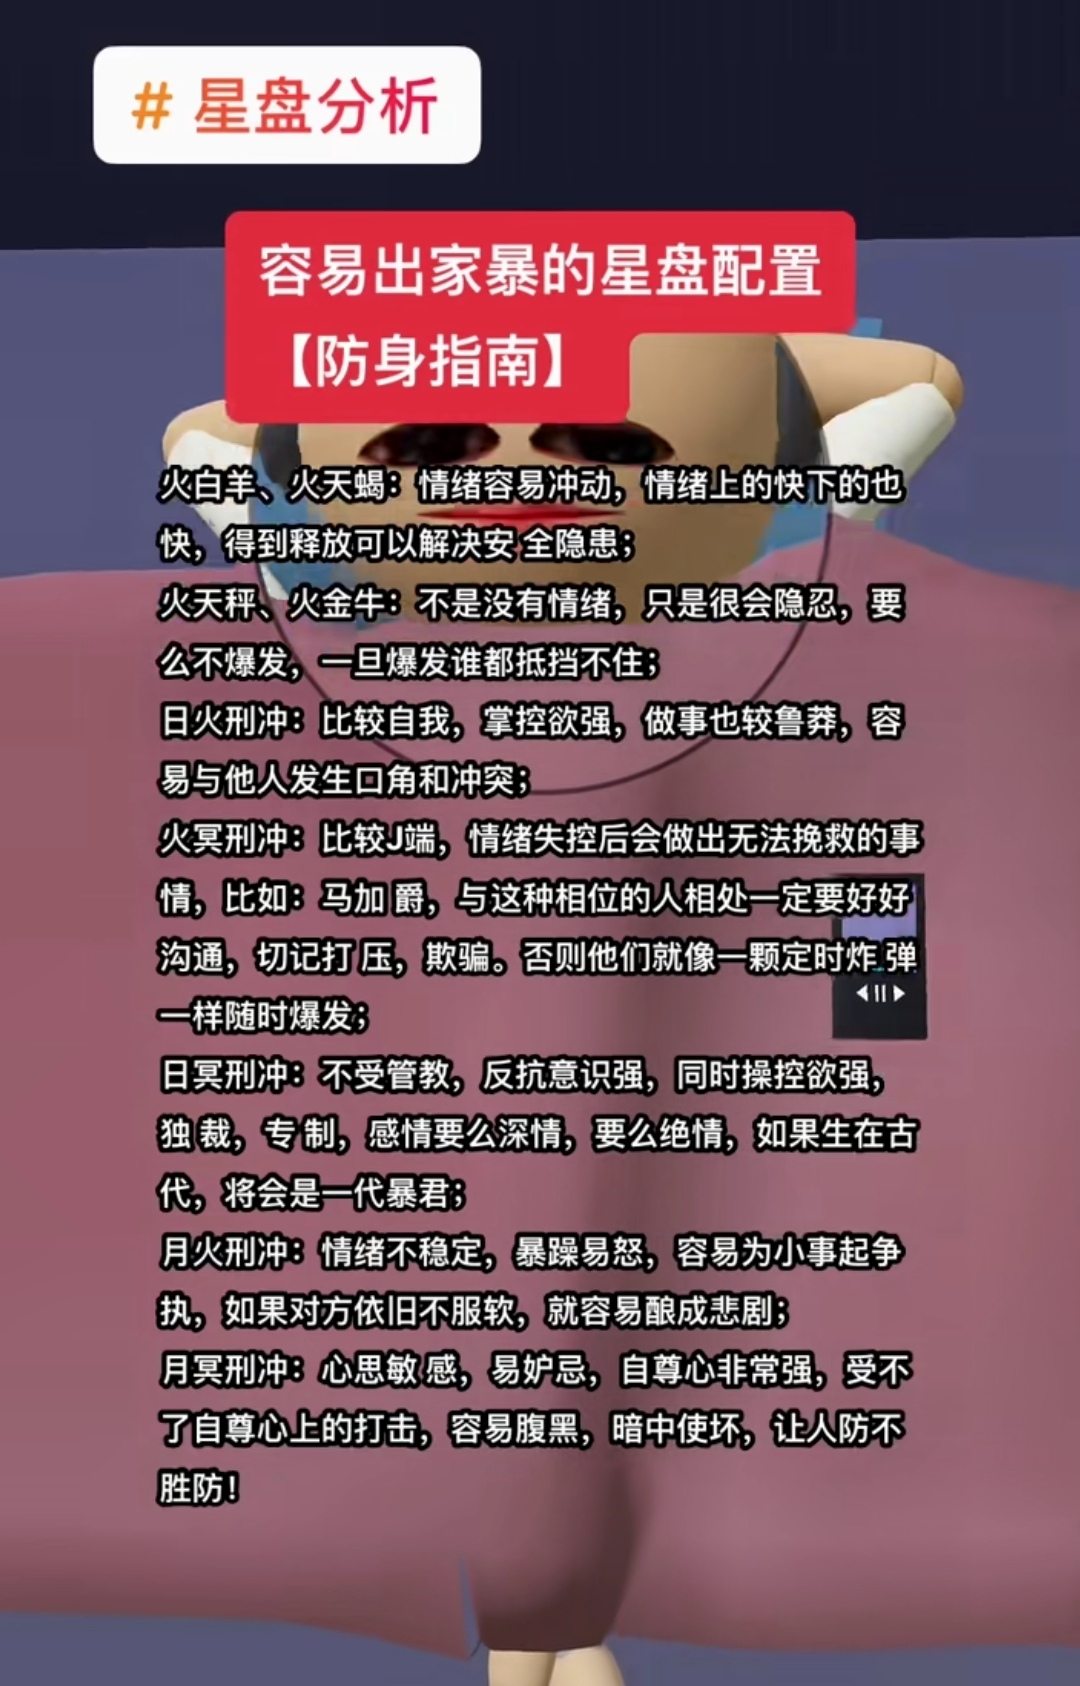 # 星盘分析
容易出家暴的星盘配置
【防身指南】
火白羊、火天蝎：情绪容易冲动，情绪上的快下的也
快，得到释放可以解决安 全隐患；
火天秤、火金牛：不是没有情绪，只是很会隐忍，要
么不爆发，一旦爆发谁都抵挡不住；
日火刑冲：比较自我，掌控欲强，做事也较鲁莽，容
易与他人发生口角和冲突；
火冥刑冲：比较J端，情绪失控后会做出无法挽救的事
情，比如：马加 爵，与这种相位的人相处一定要好好
沟通，切记打 压，欺骗。否则他们就像一颗定时炸 弹
一样随时爆发；
日冥刑冲：不受管教，反抗意识强，同时操控欲强，
独 裁，专 制，感情要么深情，要么绝情，如果生在古
代，将会是一代暴君；
月火刑冲：情绪不稳定，暴躁易怒，容易为小事起争
执，如果对方依旧不服软，就容易酿成悲剧；
月冥刑冲：心思敏 感，易妒忌，自尊心非常强，受不
了自尊心上的打击，容易腹黑，暗中使坏，让人防不
胜防！